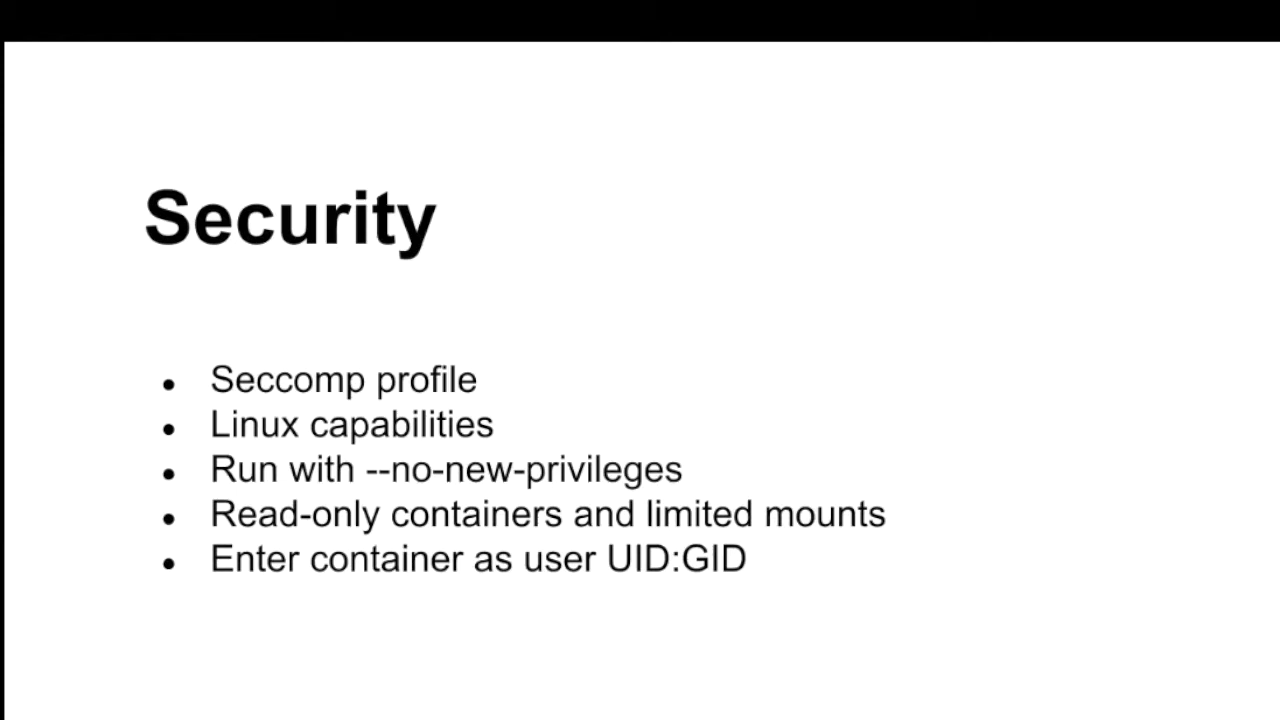 Security
● Seccomp profile
● Linux capabilities
● Run with --no-new-privileges
● Read-only containers and limited mounts
● Enter container as user UID:GID